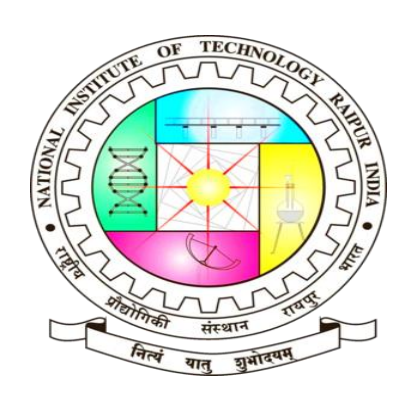 NATIONAL INSTITUTE OF TECHNOLOGY RAIPUR INDIA
राष्ट्रीय प्रौद्योगिकी संस्थान रायपुर भारत
नित्यं यातु शुभोदयम्